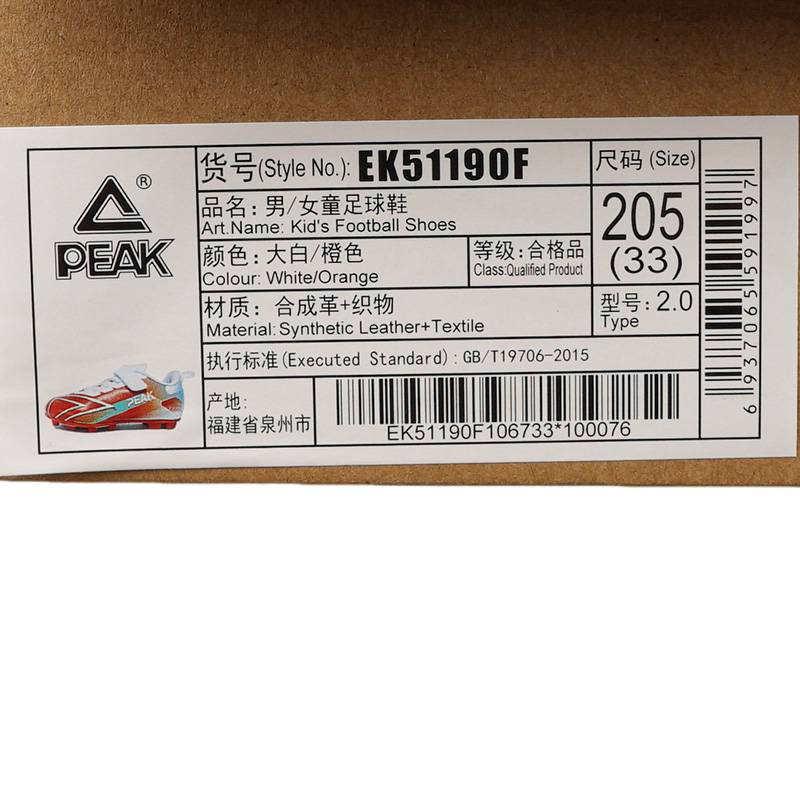 ®
PEAK
货号(Style No.): EK51190F
尺码 (Size)
品名: 男/女童足球鞋
Art.Name: Kid's Football Shoes
205
(33)
颜色: 大白/橙色
Colour: White/Orange
等级: 合格品
Class:Qualified Product
材质: 合成革+织物
Material: Synthetic Leather+Textile
型号: 2.0
Type
执行标准(Executed Standard): GB/T19706-2015
产地:
福建省泉州市
EK51190F106733*100076
6937065591997
PEAK